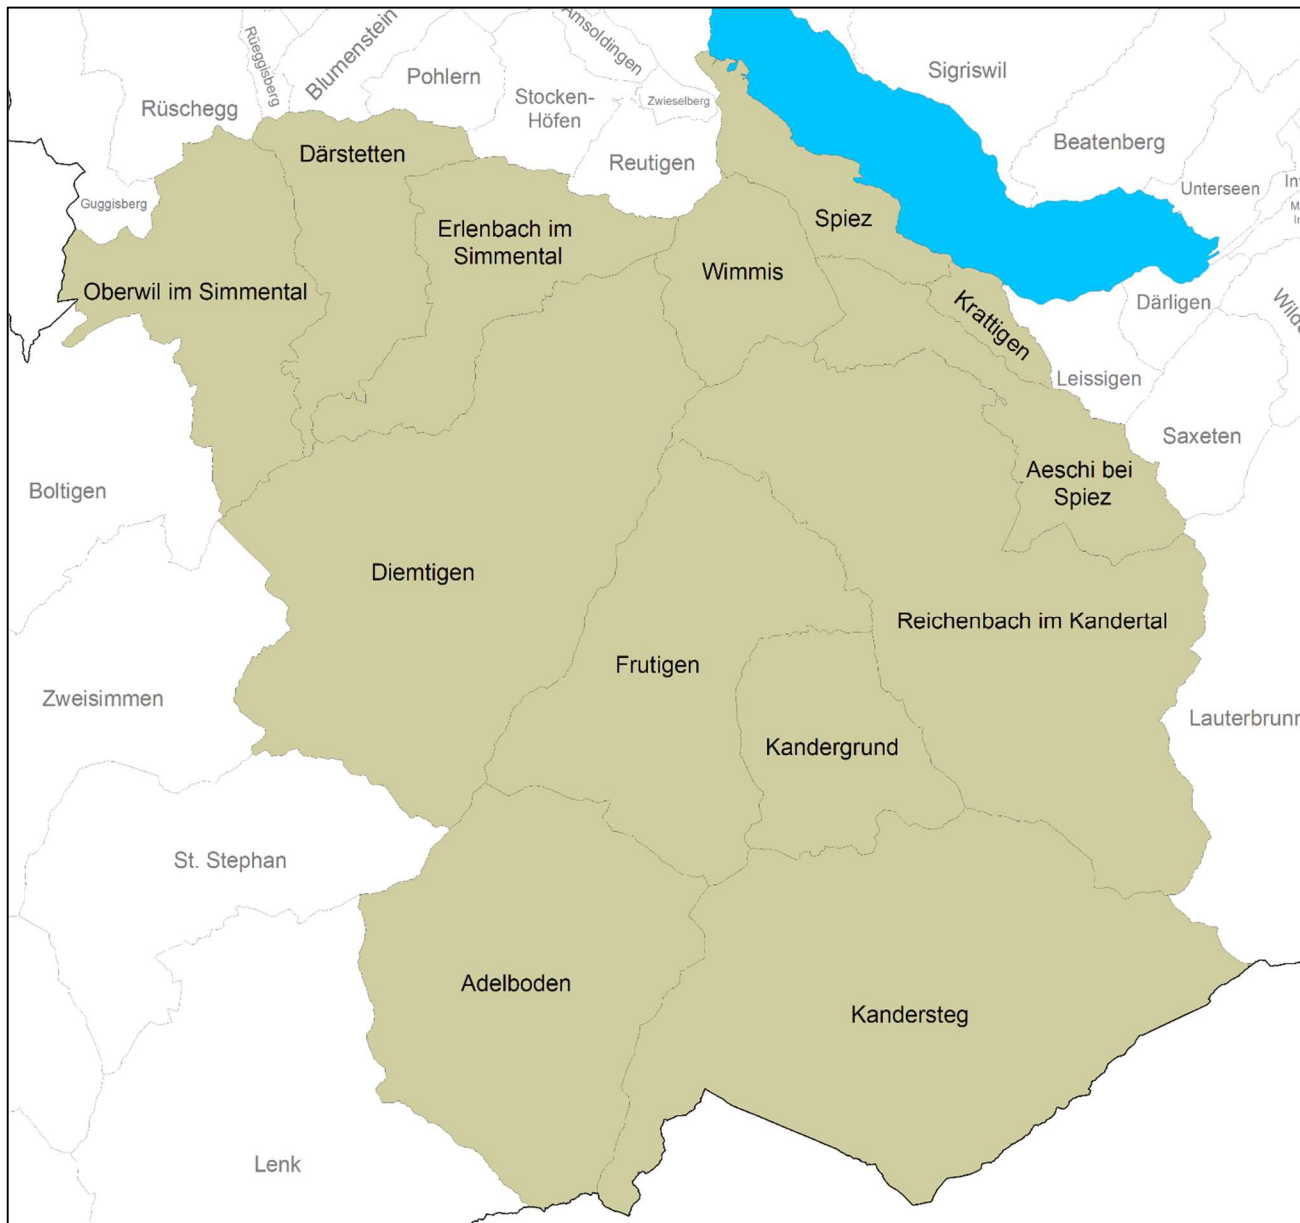 Rüeggisberg
Blumenstein
Amsoldingen
Pohlern
Sigriswil
Rüschegg
Stocken-
Höfen
Zwieselberg
Beatenberg
Därstetten
Reutigen
Unterseen
Guggisberg
Spiez
Erlenbach im
Simmental
Wimmis
Oberwil im Simmental
Krattigen
Därligen
Leissigen
Saxeten
Aeschi bei
Spiez
Boltigen
Diemtigen
Reichenbach im Kandertal
Frutigen
Zweisimmen
Lauterbrunn
Kandergrund
St. Stephan
Adelboden
Kandersteg
Lenk